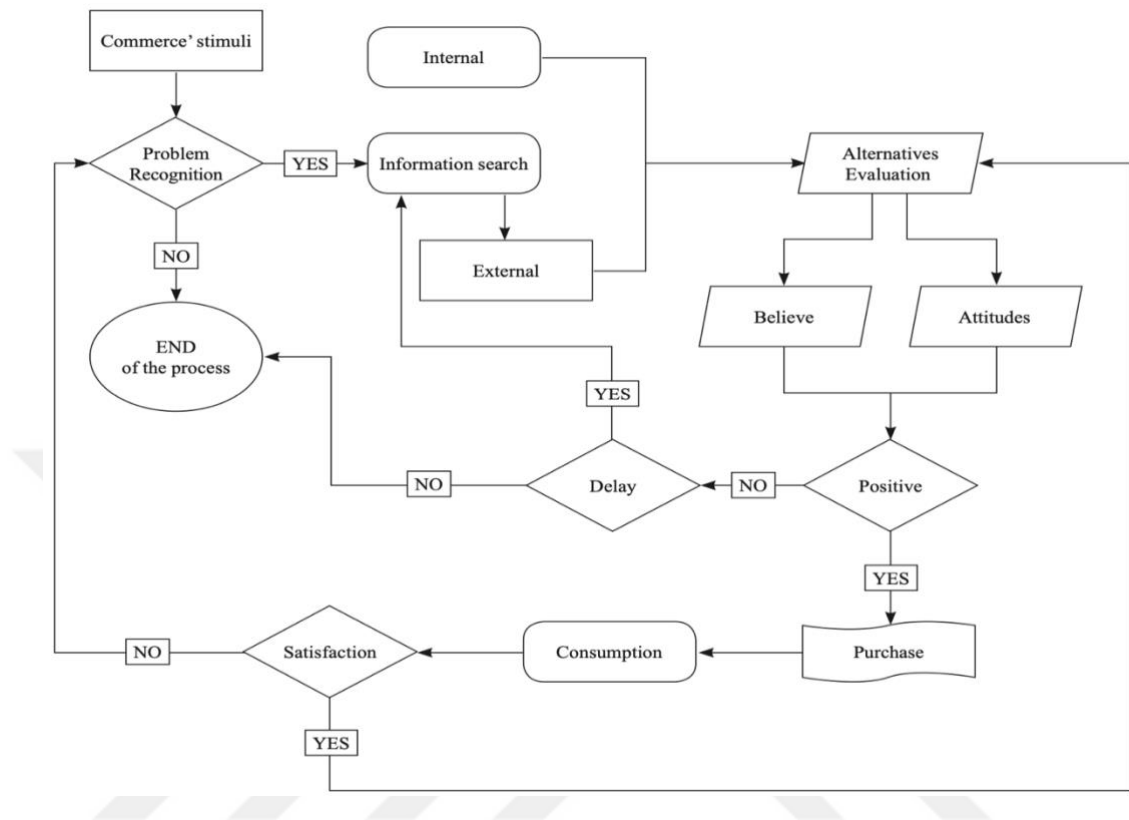 Commerce' stimuli
Internal
Problem
Recognition
YES
Information search
Alternatives
Evaluation
NO
External
Believe
Attitudes
END
of the process
YES
NO
Delay
NO
Positive
YES
NO
Satisfaction
Consumption
Purchase
YES